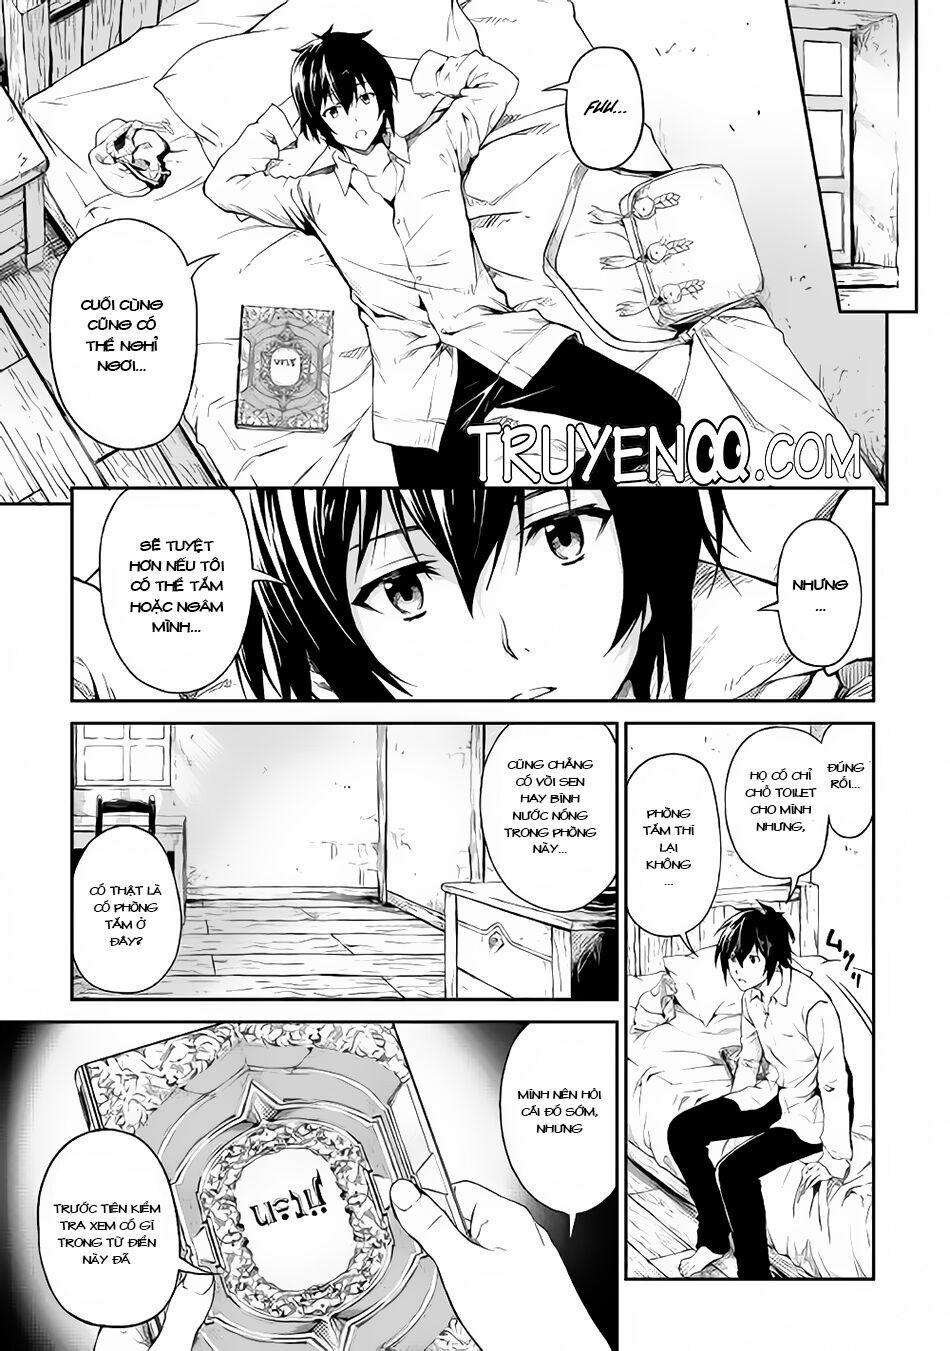 FUU...
CUỐI CÙNG
CŨNG CÓ
THỂ NGHỈ
NGƠI...
TRUYENQQ.COM
NHƯNG
...
SẼ TUYỆT
HƠN NẾU TÔI
CÓ THỂ TẮM
HOẶC NGÂM
MÌNH...
ĐÚNG
RỒI...
HỌ CÓ CHỈ
CHỖ TOILET
CHO MÌNH
NHƯNG,
PHÒNG
TẮM THÌ
LẠI
KHÔNG
...
ムクッ
CŨNG CHẲNG
CÓ VÒI SEN
HAY BÌNH
NƯỚC NÓNG
TRONG PHÒNG
NÀY...
CÓ THẬT LÀ
CÓ PHÒNG
TẮM Ở
ĐÂY?
MÌNH NÊN HỎI
CÁI ĐÓ SỚM,
NHƯNG
TRƯỚC TIÊN KIỂM
TRA XEM CÓ GÌ
TRONG TỪ ĐIỂN
NÀY ĐÃ